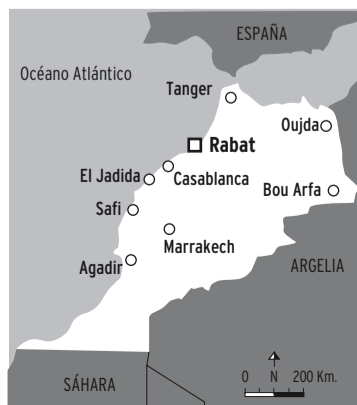 ESPAÑA
Océano Atlántico
Tanger
Oujda
Rabat
El Jadida
Casablanca
Bou Arfa
Safi
Marrakech
Agadir
ARGELIA
0 N 200 Km.
SÁHARA